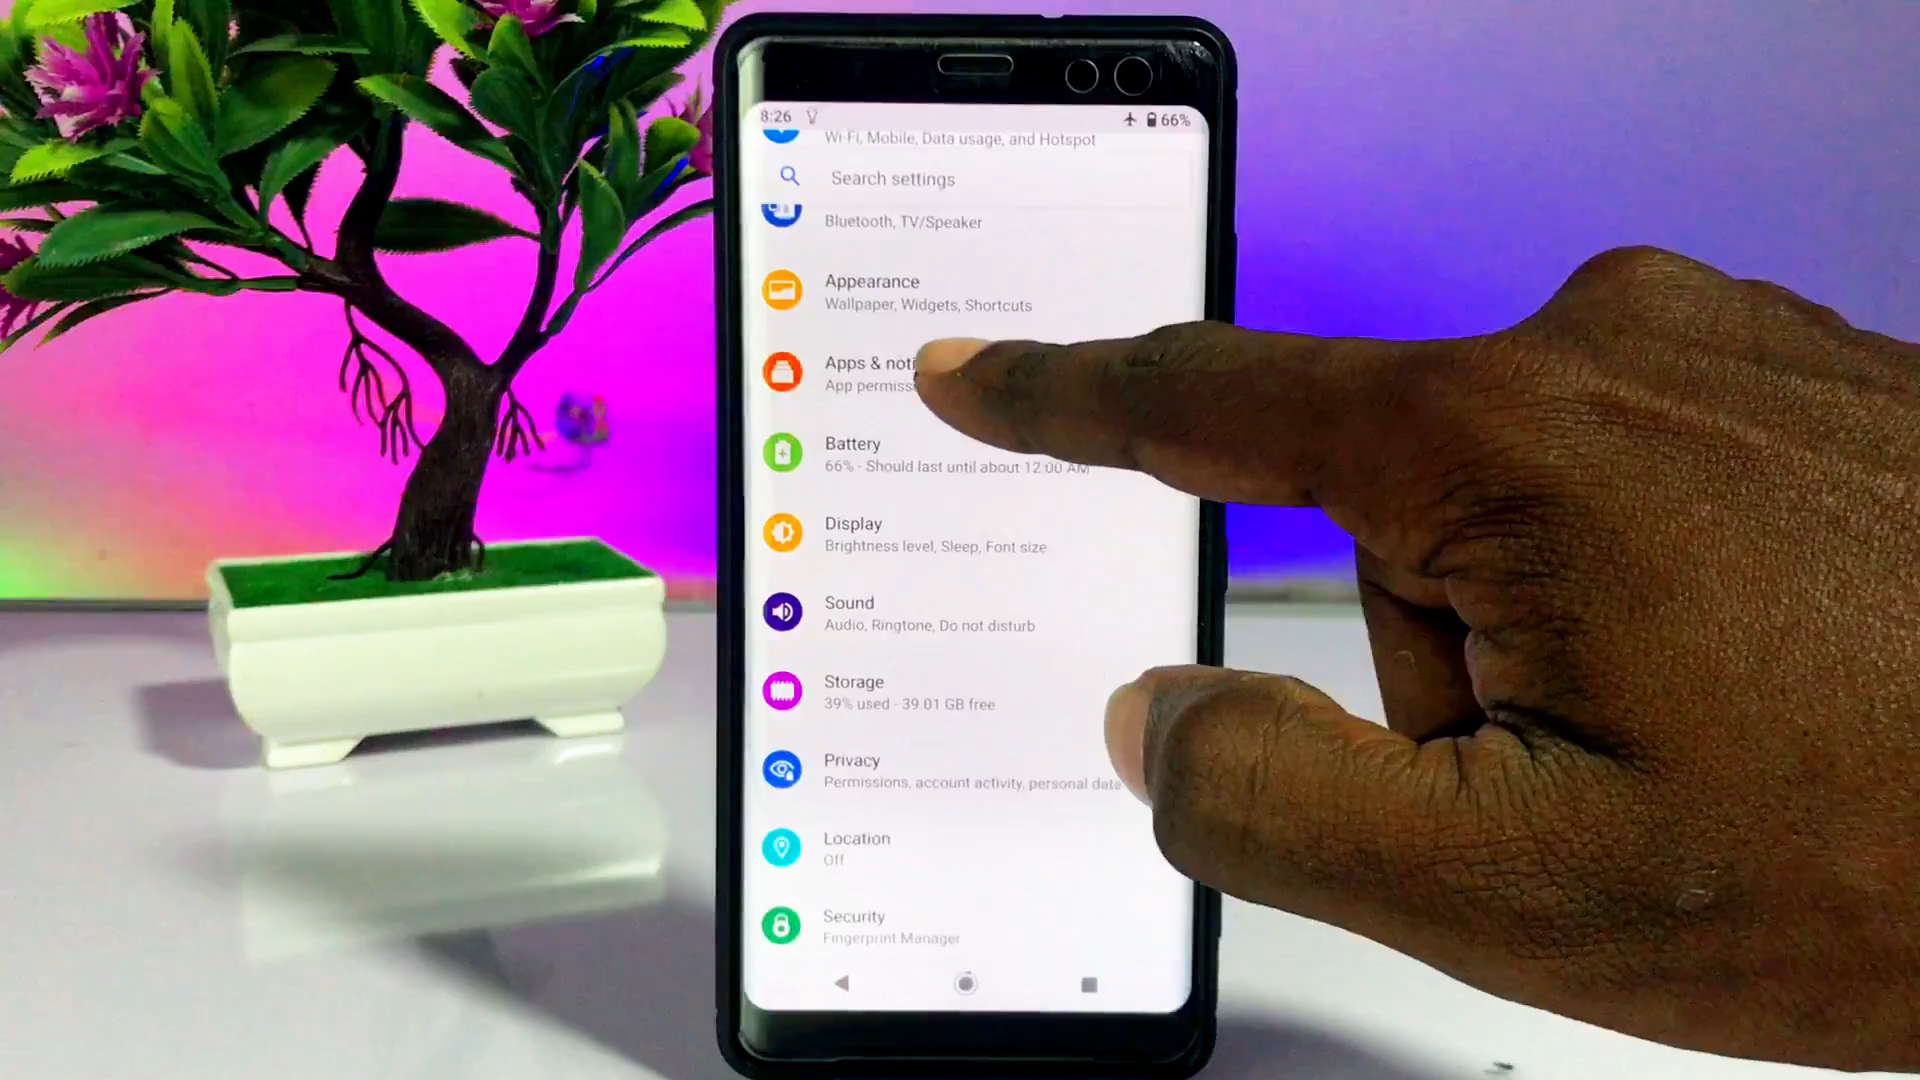 8:26
66%
Wi-Fi, Mobile, Data usage, and Hotspot
Search settings
Bluetooth, TV/Speaker
Appearance
Wallpaper, Widgets, Shortcuts
Apps & noti
App permiss
Battery
66% - Should last until about 12:00 AM
Display
Brightness level, Sleep, Font size
Sound
Audio, Ringtone, Do not disturb
Storage
39% used - 39.01 GB free
Privacy
Permissions, account activity, personal data
Location
Off
Security
Fingerprint Manager